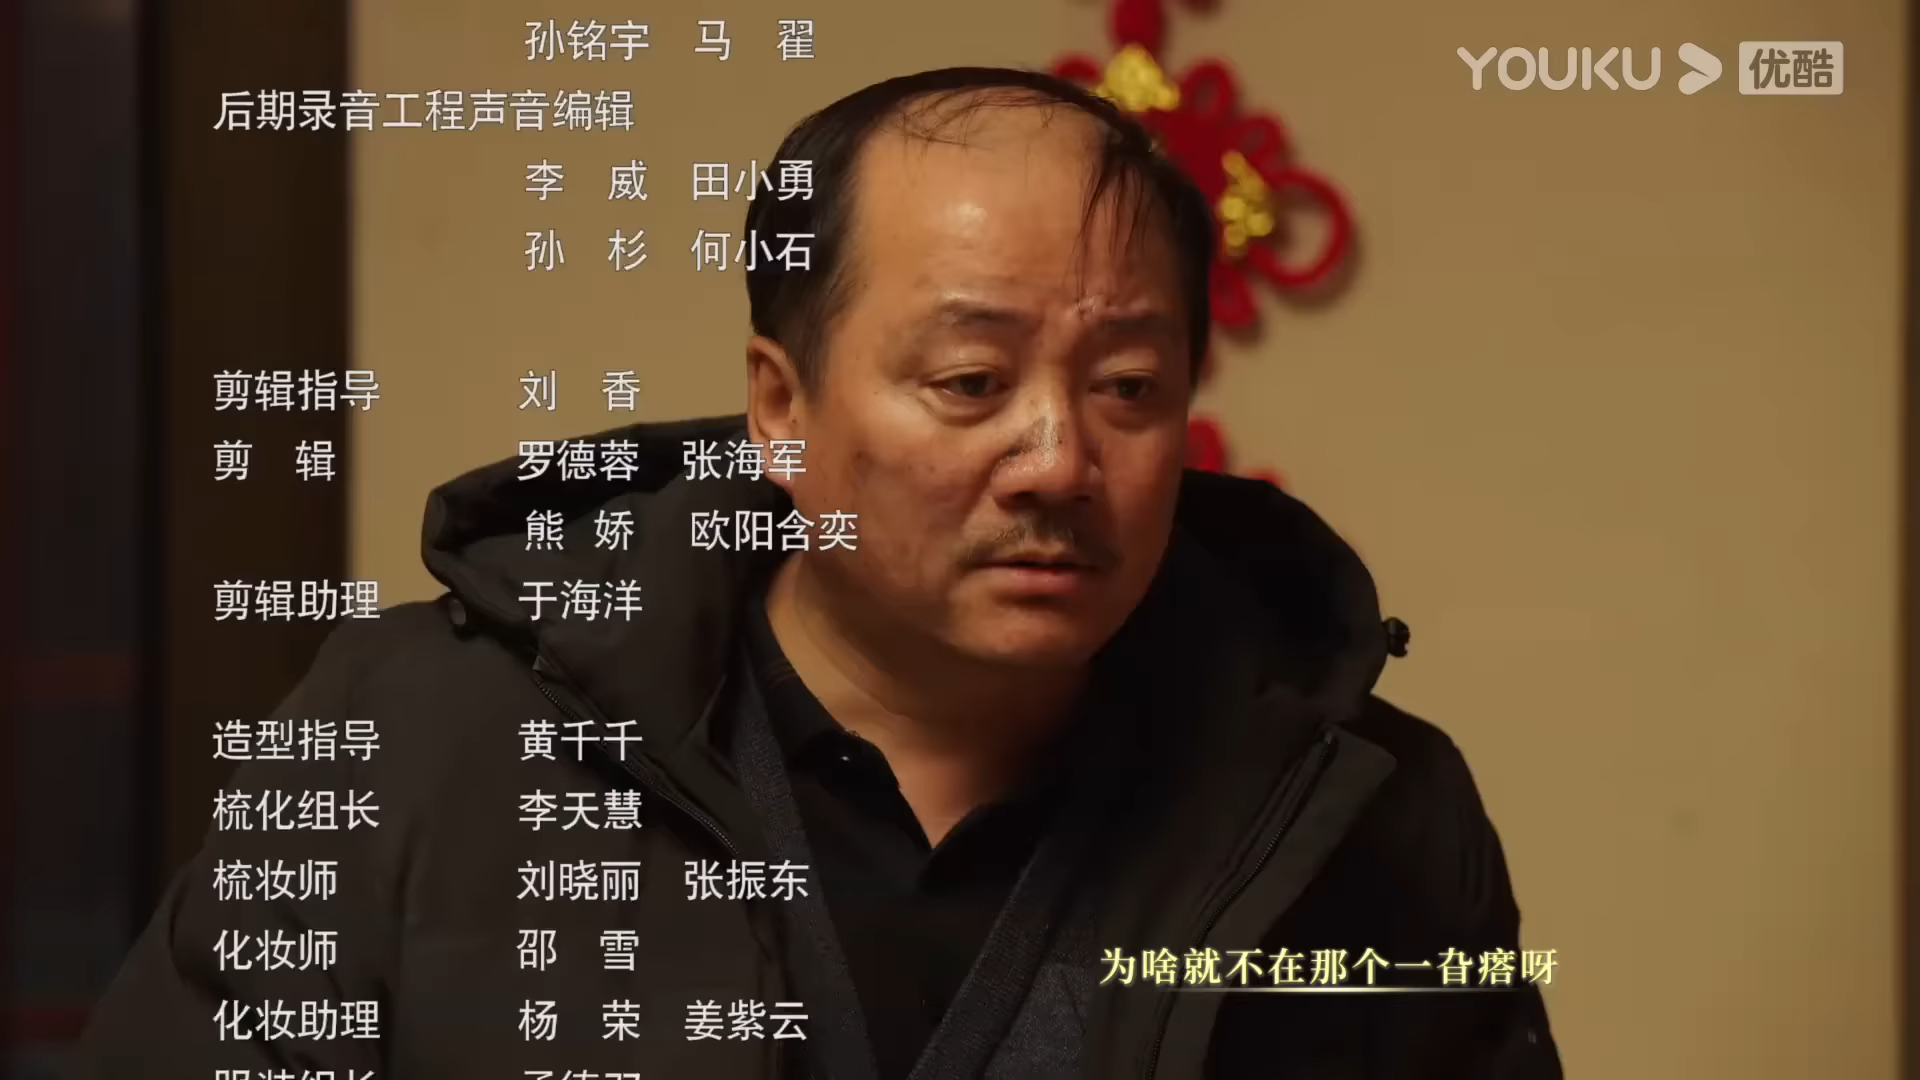 孙铭宇 马 翟
YOUKU 优酷
后期录音工程声音编辑
李 威 田小勇
孙 杉 何小石
剪辑指导 刘 香
剪 辑 罗德蓉 张海军
熊 娇 欧阳含奕
剪辑助理 于海洋
造型指导 黄千千
梳化组长 李天慧
梳妆师 刘晓丽 张振东
化妆师 邵 雪
为啥就不在那个一旮瘩呀
化妆助理 杨 荣 姜紫云